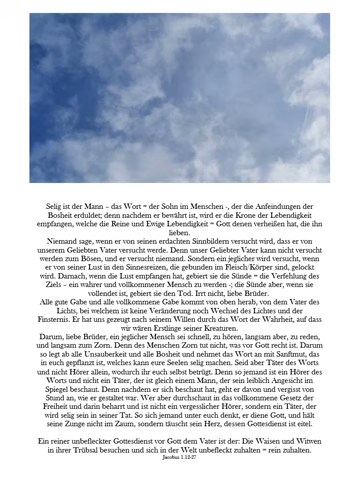 Selig ist der Mann – das Wort = der Sohn im Menschen -, der die Anfeindungen der
Bosheit erduldet; denn nachdem er bewährt ist, wird er die Krone der Lebendigkeit
empfangen, welche die Reine und Ewige Lebendigkeit = Gott denen verheißen hat, die ihn
lieben.
Niemand sage, wenn er von seinen erdachten Sinnbildern versucht wird, dass er von
unserem Geliebten Vater versucht werde. Denn unser Geliebter Vater kann nicht versucht
werden zum Bösen, und er versucht niemand. Sondern ein jeglicher wird versucht, wenn
er von seiner Lust in den Sinnesreizen, die gebunden im Fleisch/Körper sind, gelockt
wird. Darnach, wenn die Lust empfangen hat, gebiert sie die Sünde = die Verfehlung des
Ziels – ein wahrer und vollkommener Mensch zu werden -; die Sünde aber, wenn sie
vollendet ist, gebiert sie den Tod. Irrt nicht, liebe Brüder.
Alle gute Gabe und alle vollkommene Gabe kommt von oben herab, von dem Vater des
Lichts, bei welchem ist keine Veränderung noch Wechsel des Lichtes und der
Finsternis. Er hat uns gezeugt nach seinem Willen durch das Wort der Wahrheit, auf dass
wir wären Erstlinge seiner Kreaturen.
Darum, liebe Brüder, ein jeglicher Mensch sei schnell, zu hören, langsam aber, zu reden,
und langsam zum Zorn. Denn des Menschen Zorn tut nicht, was vor Gott recht ist. Darum
so legt ab alle Unsauberkeit und alle Bosheit und nehmet das Wort an mit Sanftmut, das
in euch gepflanzt ist, welches kann eure Seelen selig machen. Seid aber Täter des Worts
und nicht Hörer allein, wodurch ihr euch selbst betrügt. Denn so jemand ist ein Hörer des
Worts und nicht ein Täter, der ist gleich einem Mann, der sein leiblich Angesicht im
Spiegel beschaut. Denn nachdem er sich beschaut hat, geht er davon und vergisst von
Stund an, wie er gestaltet war. Wer aber durchschaut in das vollkommene Gesetz der
Freiheit und darin beharrt und ist nicht ein vergesslicher Hörer, sondern ein Täter, der
wird selig sein in seiner Tat. So sich jemand unter euch denkt, er diene Gott, und hält
seine Zunge nicht im Zaum, sondern täuscht sein Herz, dessen Gottesdienst ist eitel.
Ein reiner unbefleckter Gottesdienst vor Gott dem Vater ist der: Die Waisen und Witwen
in ihrer Trübsal besuchen und sich in der Welt unbefleckt zuhalten = rein zuhalten.
Jacobus 1.12-27